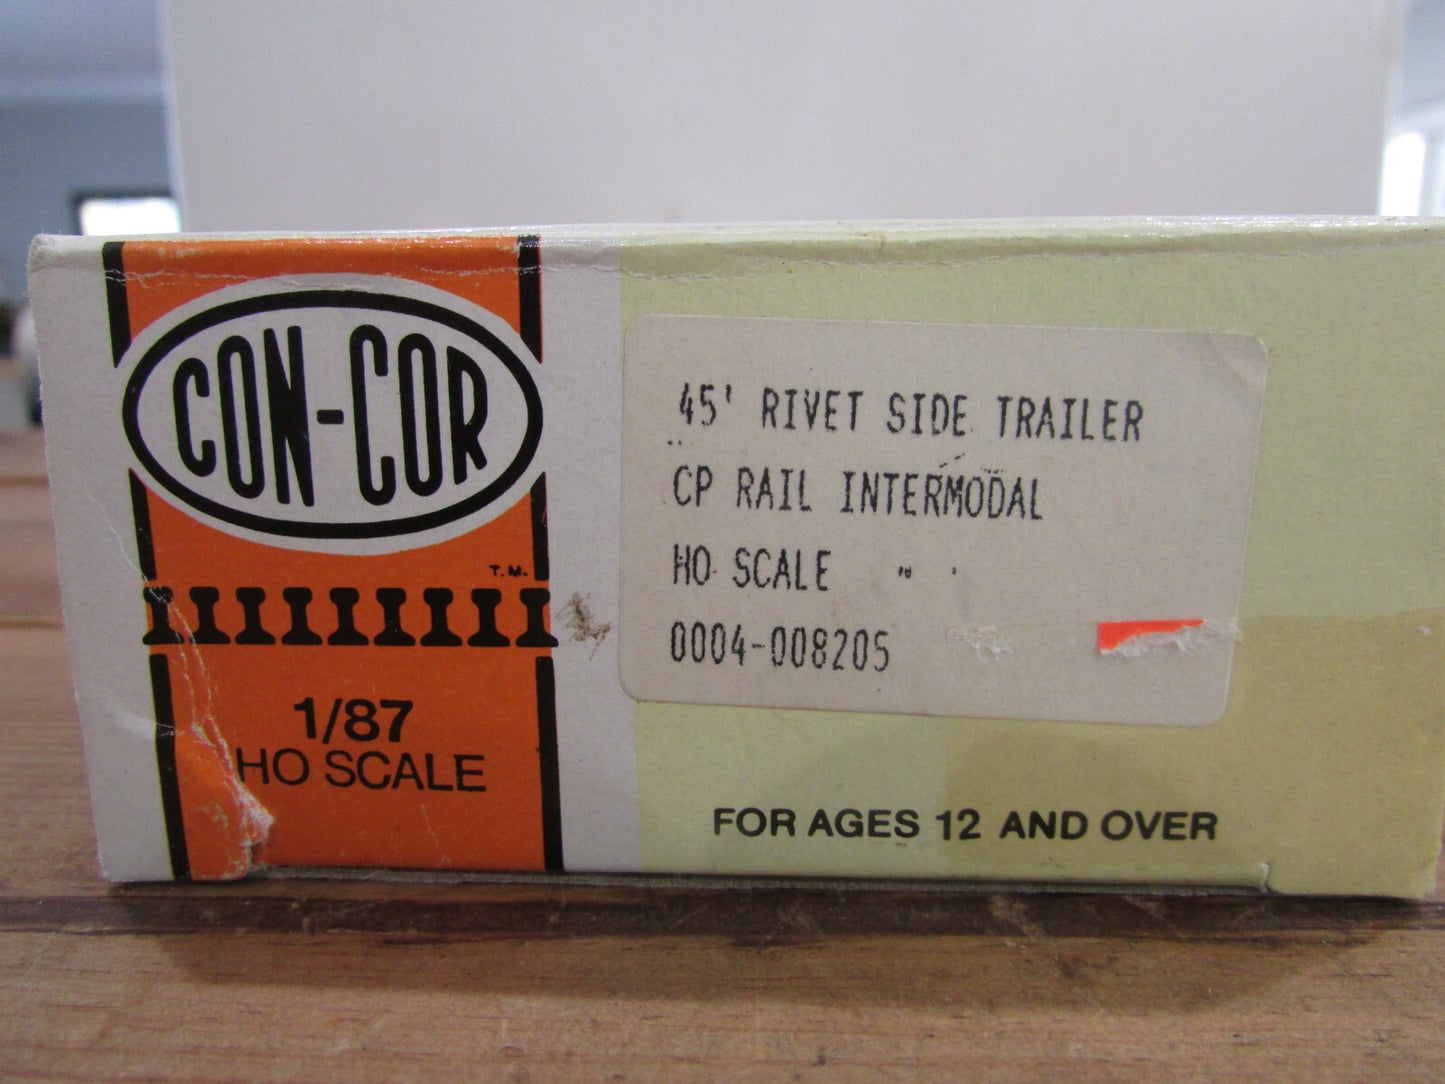 CON-COR
T.M.
1/87
HO SCALE
45' RIVET SIDE TRAILER
CP RAIL INTERMODAL
HO SCALE
0004-008205
FOR AGES 12 AND OVER